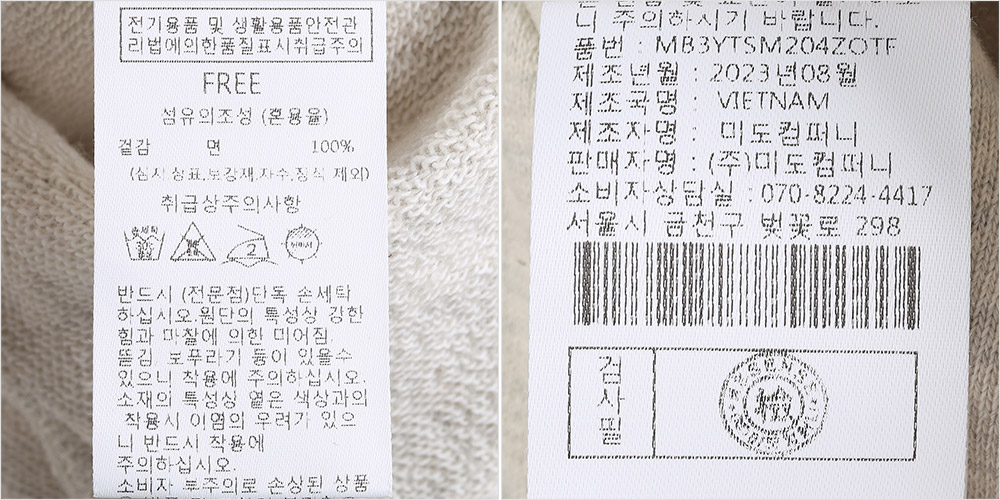 전기용품 및 생활용품안전관
리법에의한품질표시취급주의
FREE
섬유의조성 (혼용율)
겉감 면 100%
(심지 상표,보강재,자수,장식 제외)
취급상주의사항
2
반드시 (전문점)단독 손세탁
하십시오.원단의 특성상 강한
힘과 마찰에 의한 미어짐,
뜯김, 보푸라기 등이 있을수
있으니 착용에 주의하십시오.
소재의 특성상 옅은 색상과의
착용시 이염의 우려가 있으
니 반드시 착용에
주의하십시오.
소비자 부주의로 손상된 상품
니 주의하시기 바랍니다.
품번 : MB3YTSM204ZOTF
제조년월 : 2023년08월
제조국명 : VIETNAM
제조자명 : 미도컴퍼니
판매자명 : (주)미도컴퍼니
소비자상담실 : 070-8224-4417
서울시 금천구 벚꽃로 298
검사필